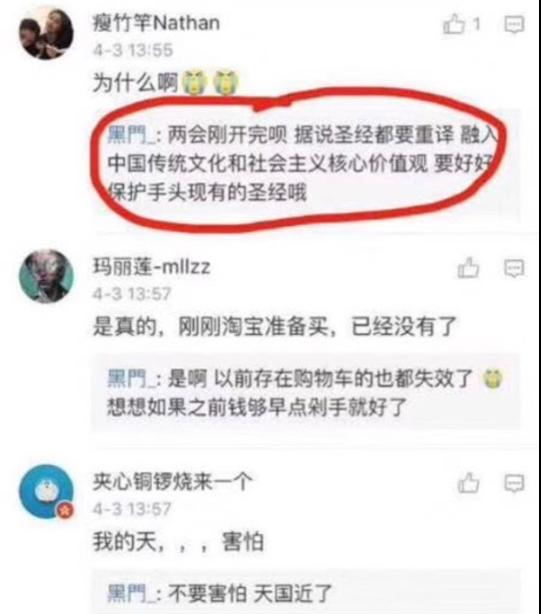 瘦竹竿Nathan
1
4-3 13:55
为什么啊
黑門_: 两会刚开完呗 据说圣经都要重译 融入
中国传统文化和社会主义核心价值观 要好好
保护手头现有的圣经哦
玛丽莲-mllzz
4-3 13:57
是真的，刚刚淘宝准备买，已经没有了
黑門_: 是啊 以前存在购物车的也都失效了
想想如果之前钱够早点剁手就好了
夹心铜锣烧来一个
4-3 13:57
我的天，，，害怕
黑門_: 不要害怕 天国近了